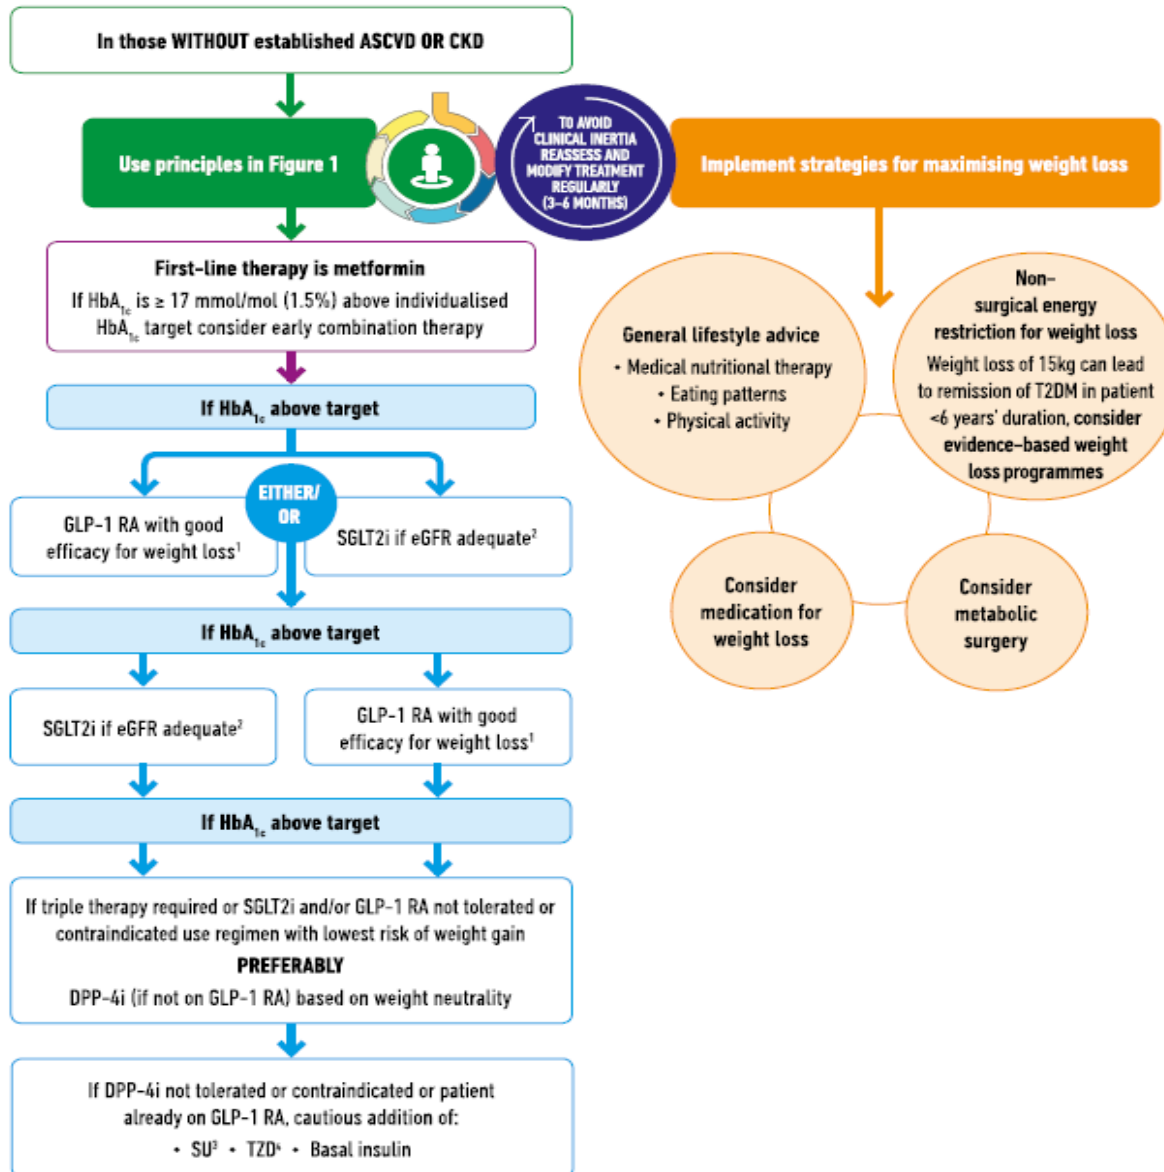 In those WITHOUT established ASCVD OR CKD
Use principles in Figure 1
TO AVOID
CLINICAL INERTIA
REASSESS AND
MODIFY TREATMENT
REGULARLY
(3–6 MONTHS)
Implement strategies for maximising weight loss
First-line therapy is metformin
If HbA1c is ≥ 17 mmol/mol (1.5%) above individualised
HbA1c target consider early combination therapy
If HbA1c above target
EITHER/
OR
GLP-1 RA with good
efficacy for weight loss¹
SGLT2i if eGFR adequate²
If HbA1c above target
SGLT2i if eGFR adequate²
GLP-1 RA with good
efficacy for weight loss¹
If HbA1c above target
If triple therapy required or SGLT2i and/or GLP-1 RA not tolerated or
contraindicated use regimen with lowest risk of weight gain
PREFERABLY
DPP-4i (if not on GLP-1 RA) based on weight neutrality
If DPP-4i not tolerated or contraindicated or patient
already on GLP-1 RA, cautious addition of:
• SU³ • TZD⁴ • Basal insulin
General lifestyle advice
• Medical nutritional therapy
• Eating patterns
• Physical activity
Non–
surgical energy
restriction for weight loss
Weight loss of 15kg can lead
to remission of T2DM in patient
<6 years’ duration, consider
evidence-based weight
loss programmes
Consider
medication for
weight loss
Consider
metabolic
surgery